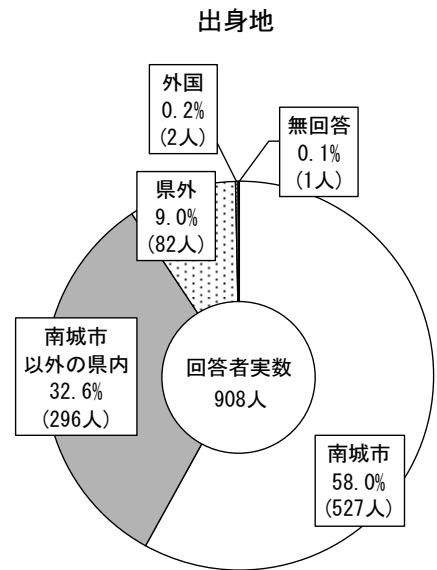 出身地
外国
0.2%
(2人)
無回答
0.1%
(1人)
県外
9.0%
(82人)
南城市
以外の県内
32.6%
(296人)
回答者実数
908人
南城市
58.0%
(527人)